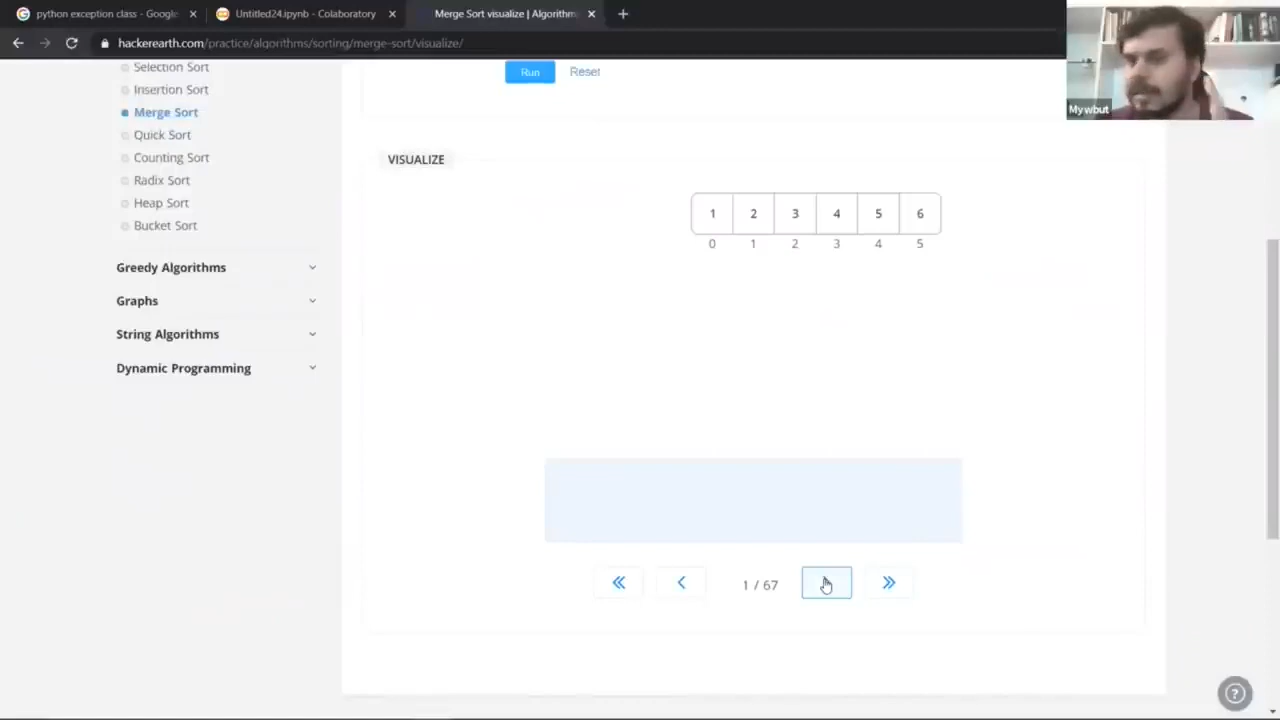 python exception class - Google
Untitled24.ipynb - Colaboratory
Merge Sort visualize | Algorithm
hackerearth.com/practice/algorithms/sorting/merge-sort/visualize/
Mywbut
Selection Sort
Insertion Sort
Merge Sort
Quick Sort
Counting Sort
Radix Sort
Heap Sort
Bucket Sort
Greedy Algorithms
Graphs
String Algorithms
Dynamic Programming
Run Reset
VISUALIZE
1 2 3 4 5 6
0 1 2 3 4 5
1 / 67